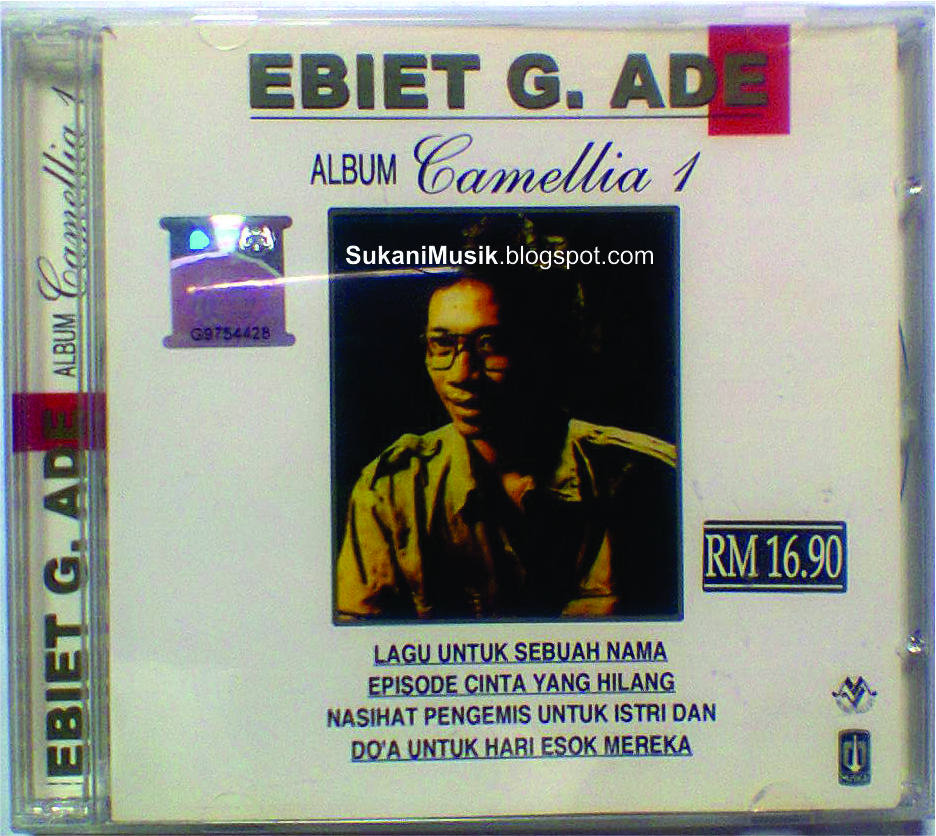 EBIET G. ADE
ALBUM Camellia 1
SukaniMusik.blogspot.com
G9754428
RM 16.90
LAGU UNTUK SEBUAH NAMA
EPISODE CINTA YANG HILANG
NASIHAT PENGEMIS UNTUK ISTRI DAN
DO'A UNTUK HARI ESOK MEREKA
MUSICA
EBIET G. ADE ALBUM Camellia 1